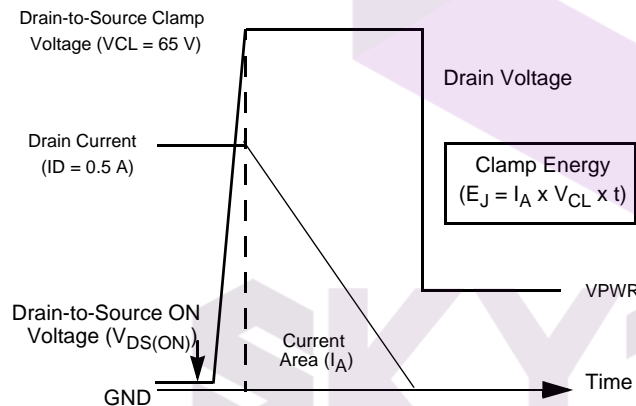 Drain-to-Source Clamp
Voltage (VCL = 65 V)
Drain Voltage
Drain Current
(ID = 0.5 A)
Clamp Energy
(EJ = IA x VCL x t)
VPWR
Drain-to-Source ON
Voltage (VDS(ON))
Current
Area (IA)
Time
GND
SKY